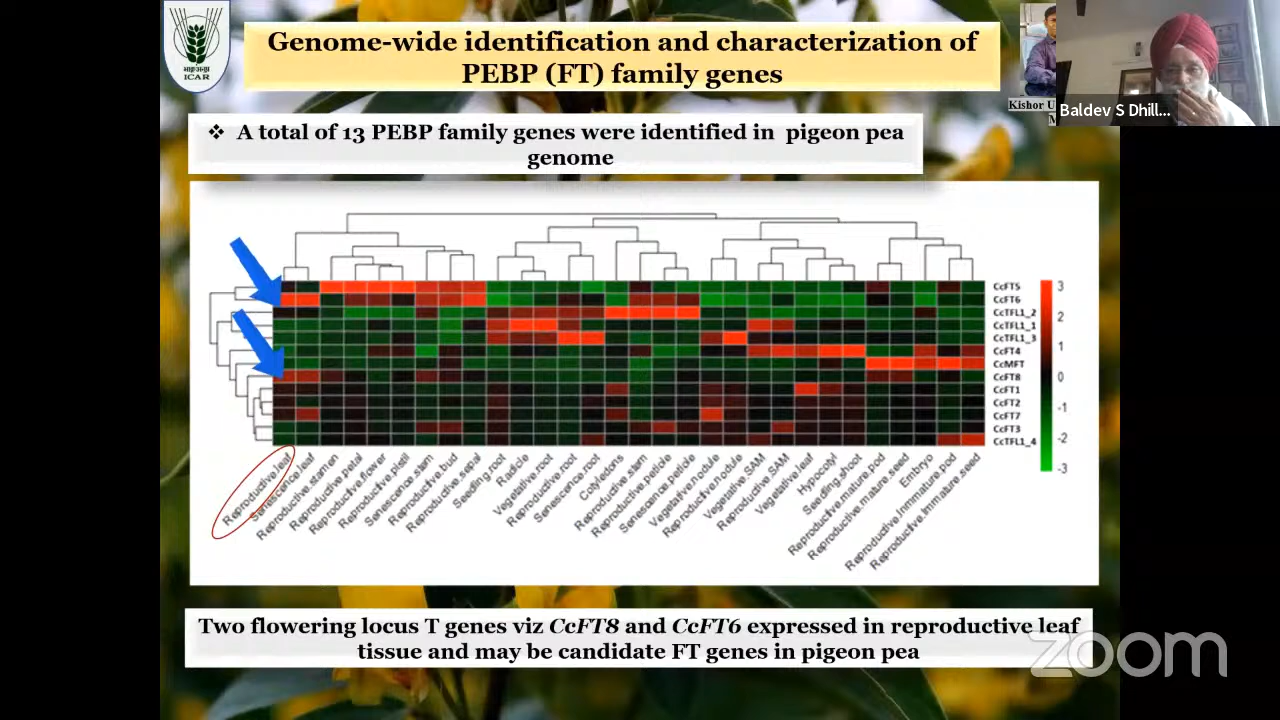 Genome-wide identification and characterization of
PEBP (FT) family genes
ICAR
Kishor U
Baldev S Dhill...
❖ A total of 13 PEBP family genes were identified in pigeon pea
genome
CcFT5
CcFT6
CcTFL1_2
CcTFL1_1
CcTFL1_3
CcFT4
CcMFT
CcFT8
CcFT1
CcFT2
CcFT7
CcFT3
CcTFL1_4
3
2
1
0
-1
-2
-3
Reproductive.leaf
Senescence.leaf
Reproductive.stamen
Reproductive.petal
Reproductive.flower
Reproductive.pistil
Senescence.stem
Reproductive.bud
Reproductive.sepal
Seedling.root
Radicle
Vegetative.root
Reproductive.root
Senescence.root
Cotyledons
Reproductive.stem
Reproductive.petiole
Senescence.petiole
Vegetative.nodule
Reproductive.nodule
Vegetative.SAM
Reproductive.SAM
Vegetative.leaf
Hypocotyl
Seedling.shoot
Reproductive.mature.pod
Reproductive.mature.seed
Embryo
Reproductive.Immmature.pod
Reproductive.Immature.seed
Two flowering locus T genes viz CcFT8 and CcFT6 expressed in reproductive leaf
tissue and may be candidate FT genes in pigeon pea
zoom